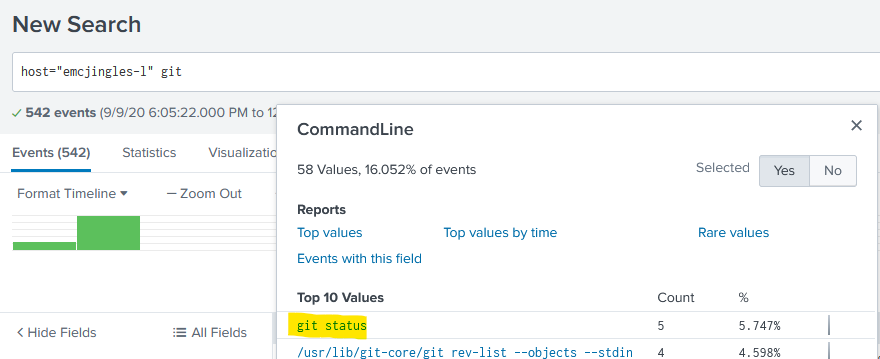 New Search
host="emcjingles-l" git
✓ 542 events (9/9/20 6:05:22.000 PM to 12
CommandLine
58 Values, 16.052% of events
Selected Yes No
Events (542) Statistics Visualizatio
Format Timeline — Zoom Out
Reports
Top values Top values by time Rare values
Events with this field
Top 10 Values Count %
git status 5 5.747%
< Hide Fields All Fields
/usr/lib/git-core/git rev-list --objects --stdin 4 4.598%